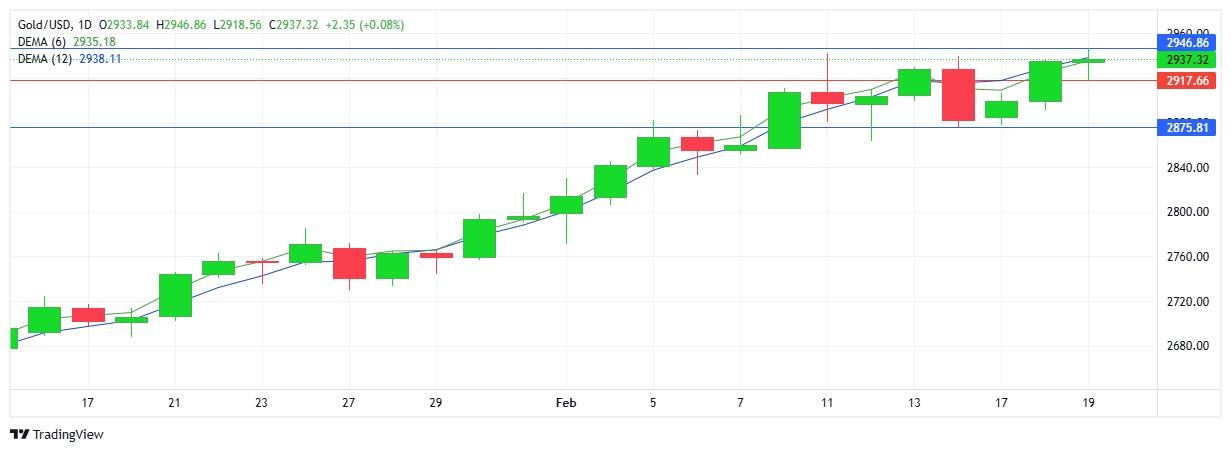 Gold/USD, 1D O2933.84 H2946.86 L2918.56 C2937.32 +2.35 (+0.08%)
DEMA (6) 2935.18
DEMA (12) 2938.11
2946.86
2937.32
2917.66
2875.81
2840.00
2800.00
2760.00
2720.00
2680.00
17 21 23 27 29 Feb 5 7 11 13 17 19
TradingView